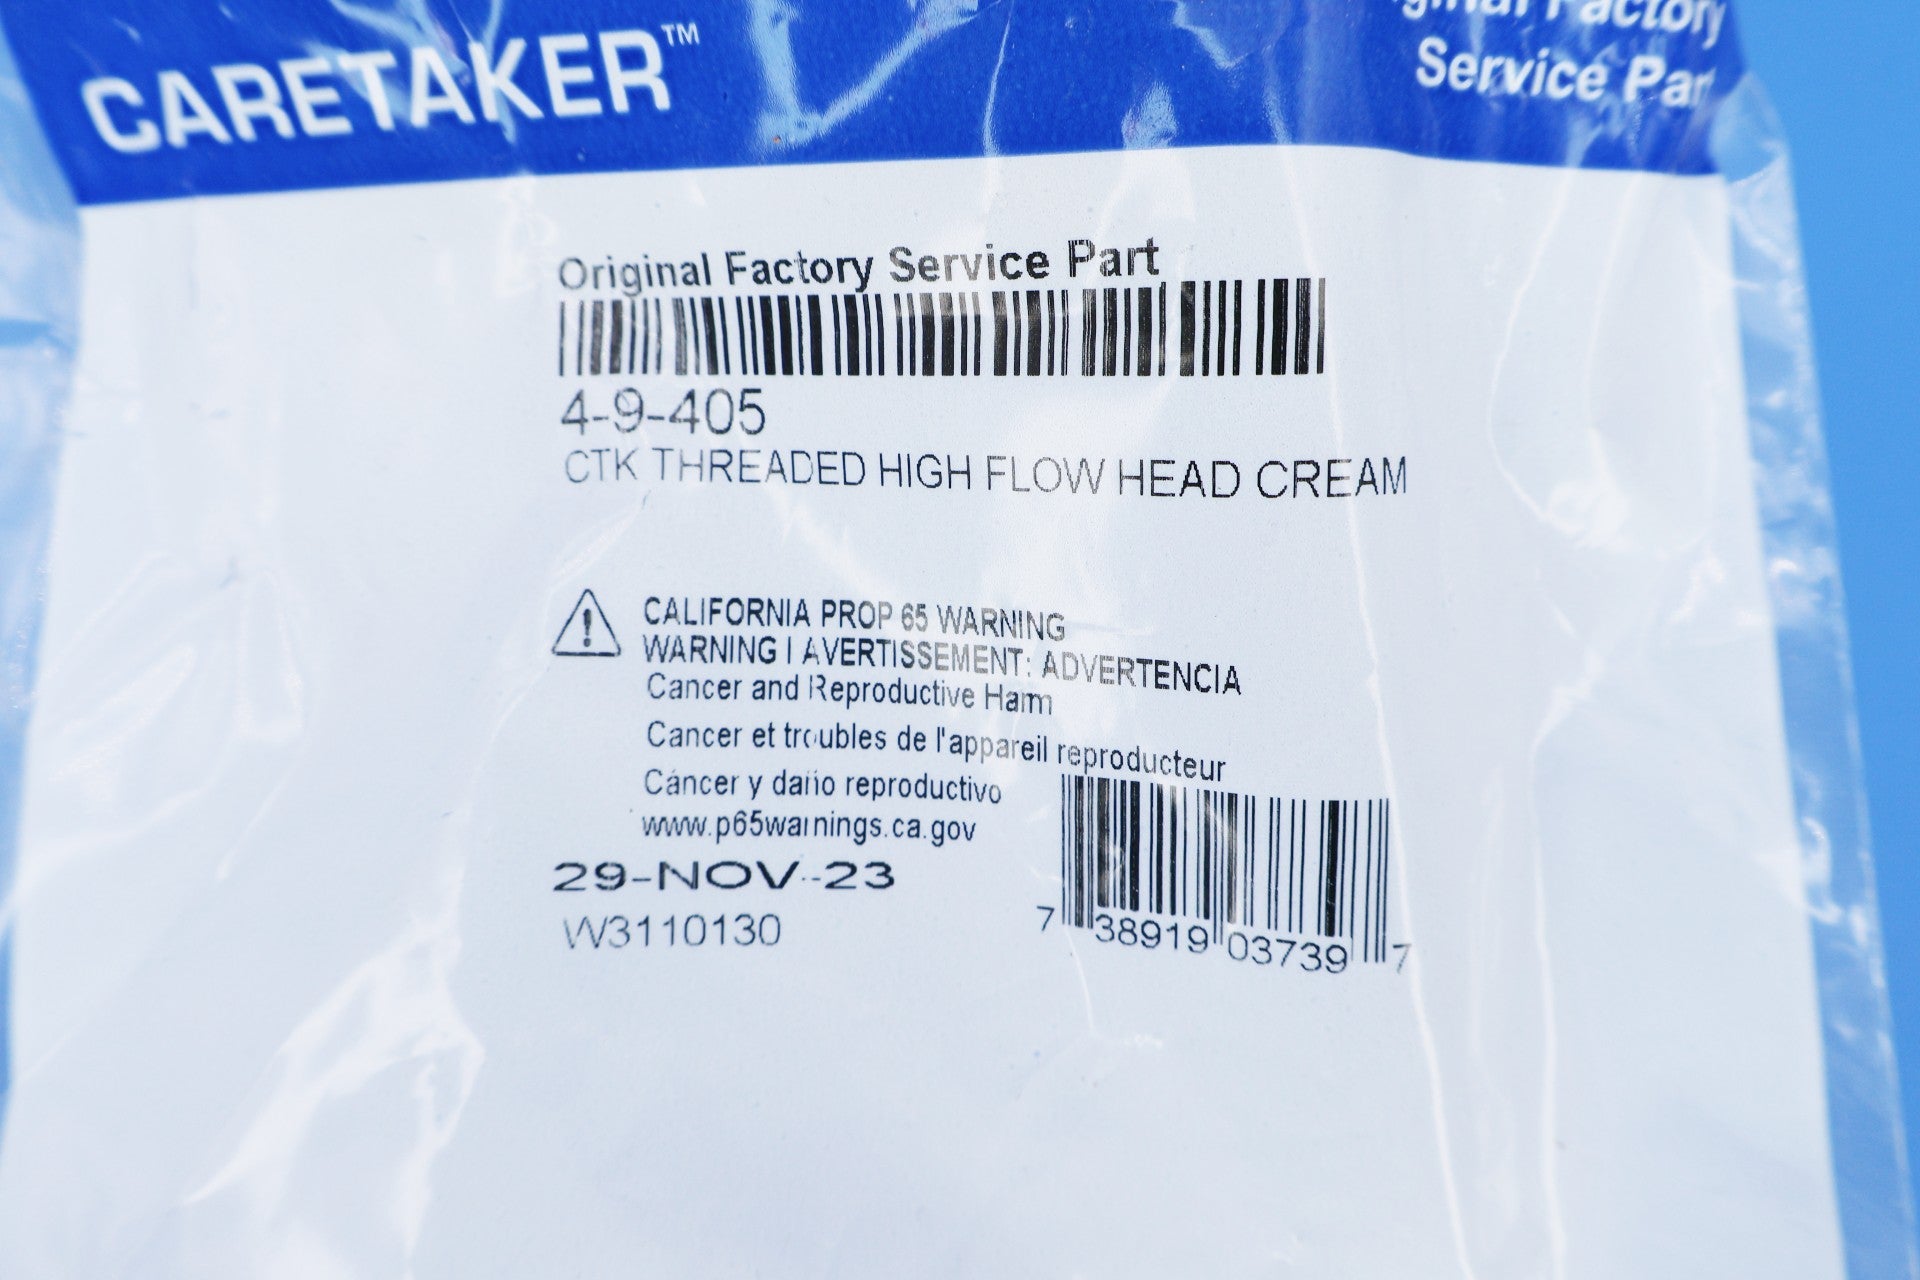 CARETAKER™
Original Factory
Service Part
Original Factory Service Part
4-9-405
CTK THREADED HIGH FLOW HEAD CREAM
CALIFORNIA PROP 65 WARNING
WARNING | AVERTISSEMENT: ADVERTENCIA
Cancer and Reproductive Harm
Cancer et troubles de l'appareil reproducteur
Cáncer y daño reproductivo
www.p65warnings.ca.gov
29-NOV-23
W3110130
7 38919 03739 7